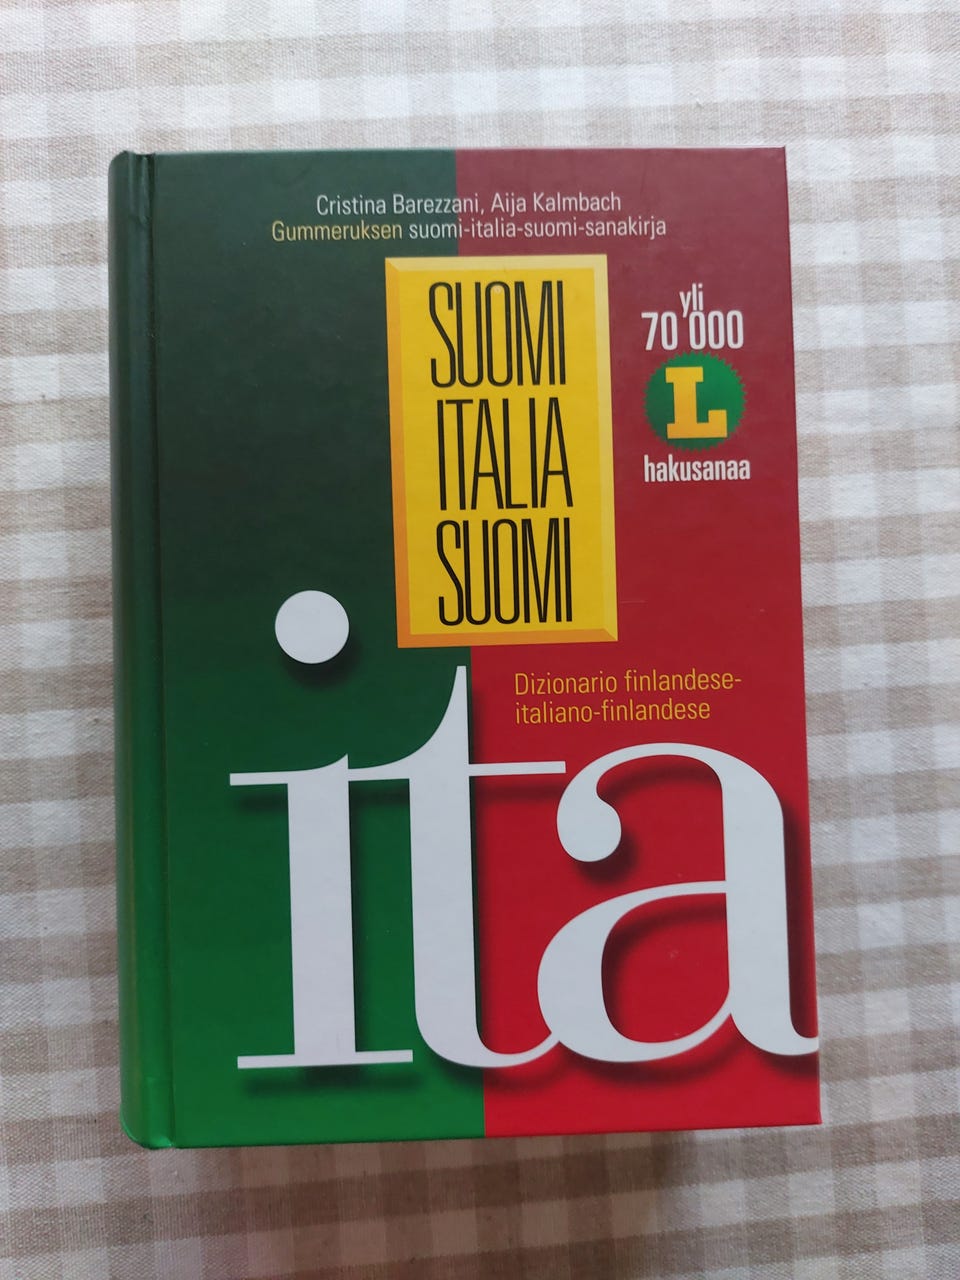 Cristina Barezzani, Aija Kalmbach
Gummeruksen suomi-italia-suomi-sanakirja
SUOMI
ITALIA
SUOMI
yli
70 000
L
hakusanaa
Dizionario finlandese-
italiano-finlandese
ita